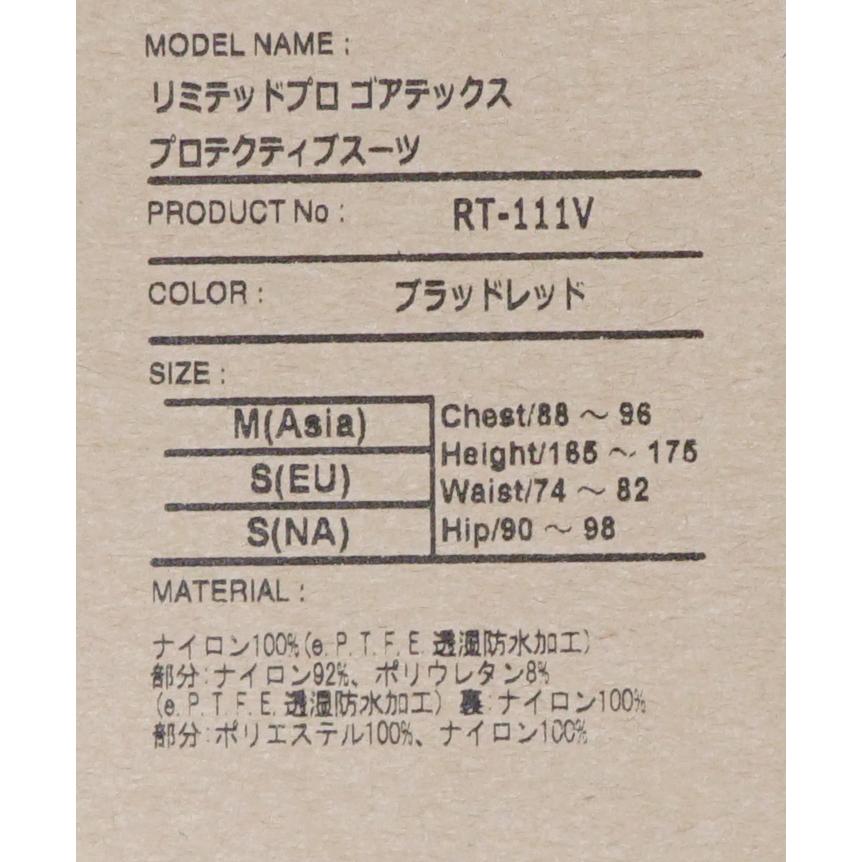 MODEL NAME :
リミテッドプロ ゴアテックス
プロテクティブスーツ
PRODUCT No : RT-111V
COLOR : ブラッドレッド
SIZE :
M(Asia)
S(EU)
S(NA)
Chest/88 〜 96
Height/165 〜 175
Waist/74 〜 82
Hip/90 〜 98
MATERIAL :
ナイロン100%(e.P.T.F.E.透湿防水加工)
部分:ナイロン92%、ポリウレタン8%
(e.P.T.F.E.透湿防水加工) 裏:ナイロン100%
部分:ポリエステル100%、ナイロン100%